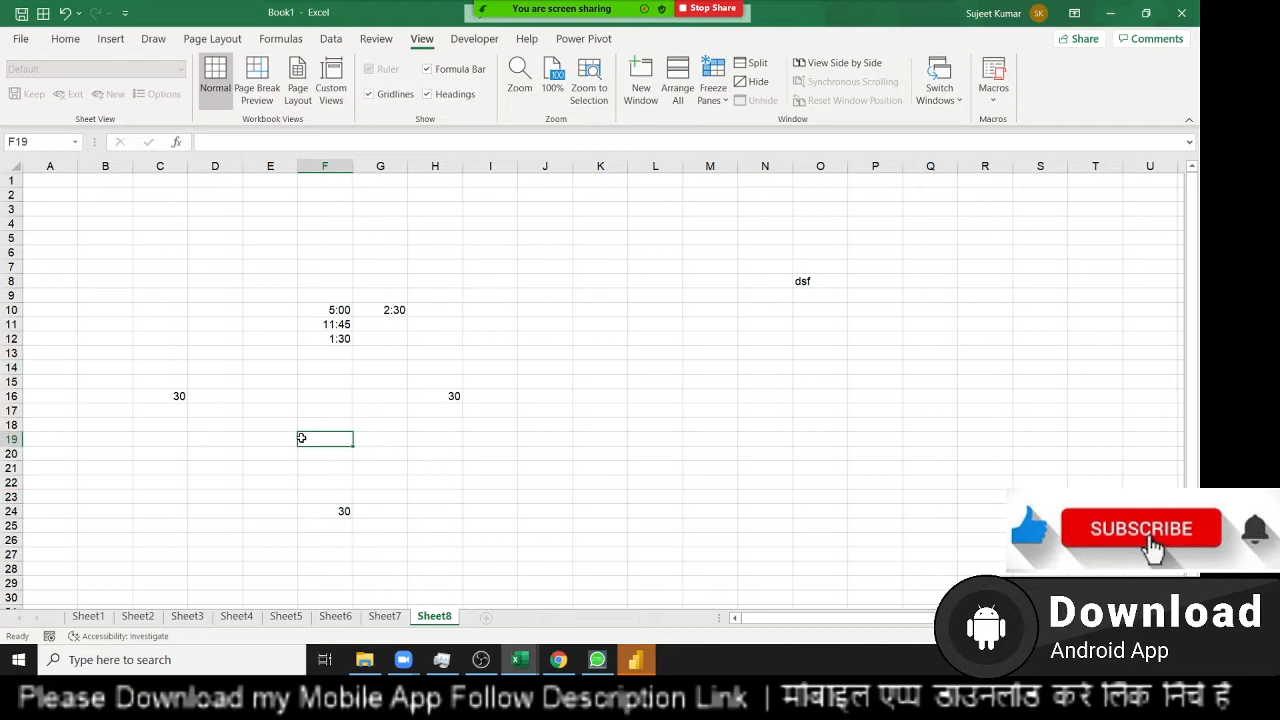 Book1 - Excel
You are screen sharing
Stop Share
Sujeet Kumar
SK
File Home Insert Draw Page Layout Formulas Data Review View Developer Help Power Pivot
Share
Comments
Default
Keep Exit New Options
Sheet View
Normal
Page Break Preview
Page Layout
Custom Views
Workbook Views
Ruler
Formula Bar
Gridlines
Headings
Show
Zoom
100
100%
Zoom to Selection
Zoom
New Window
Arrange All
Freeze Panes
Split
Hide
Unhide
View Side by Side
Synchronous Scrolling
Reset Window Position
Switch Windows
Window
Macros
Macros
F19
fx
A B C D E F G H I J K L M N O P Q R S T U
1
2
3
4
5
6
7
8 dsf
9
10 5:00 2:30
11 11:45
12 1:30
13
14
15
16 30 30
17
18
19
20
21
22
23
24 30
25
26
27
28
29
30
SUBSCRIBE
Download
Android App
Sheet1 Sheet2 Sheet3 Sheet4 Sheet5 Sheet6 Sheet7 Sheet8
Ready
Accessibility: Investigate
Type here to search
Please Download my Mobile App Follow Description Link | मोबाइल एप्प डाउनलोड करे लिंक निचे है